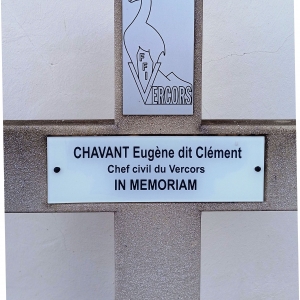 FFI
VERCORS
CHAVANT Eugène dit Clément
Chef civil du Vercors
IN MEMORIAM